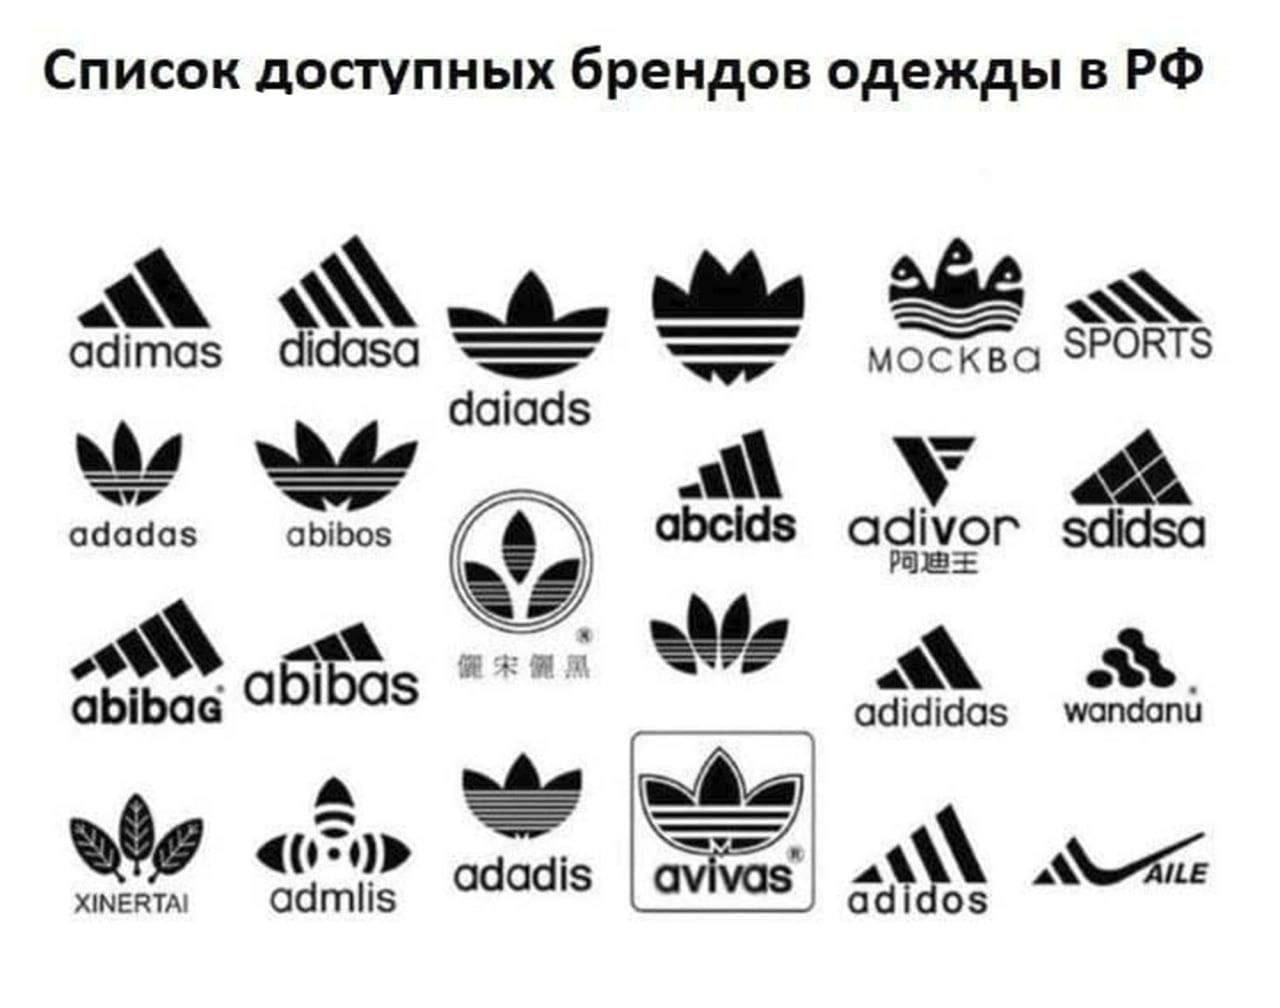 Список доступных брендов одежды в РФ
adimas
didasa
daiads
МОСКВа
SPORTS
adadas
abibos
abcids
adivor
阿迪王
sdidsa
abibaG
abibas
®
adididas
wandanu
XINERTAI
admlis
adadis
avivas®
adidos
AILE